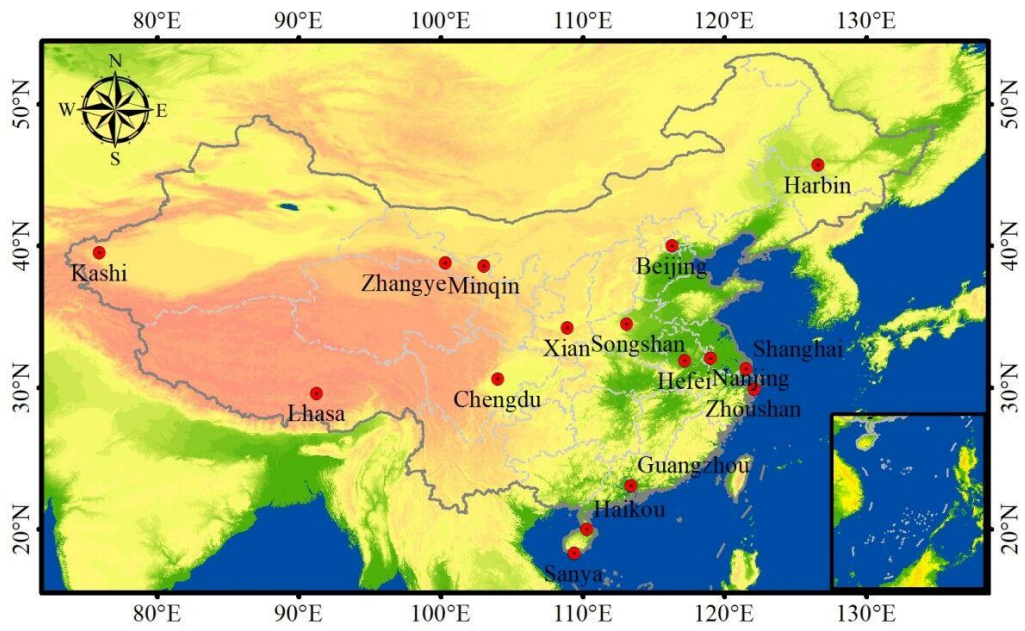 80°E 90°E 100°E 110°E 120°E 130°E
N
W E
S
50°N 50°N
Harbin
40°N 40°N
Kashi
Beijing
Zhangye Minqin
Xian Songshan
Shanghai
Hefei Nanjing
30°N 30°N
Lhasa
Chengdu
Zhoushan
Guangzhou
Haikou
20°N 20°N
Sanya
80°E 90°E 100°E 110°E 120°E 130°E